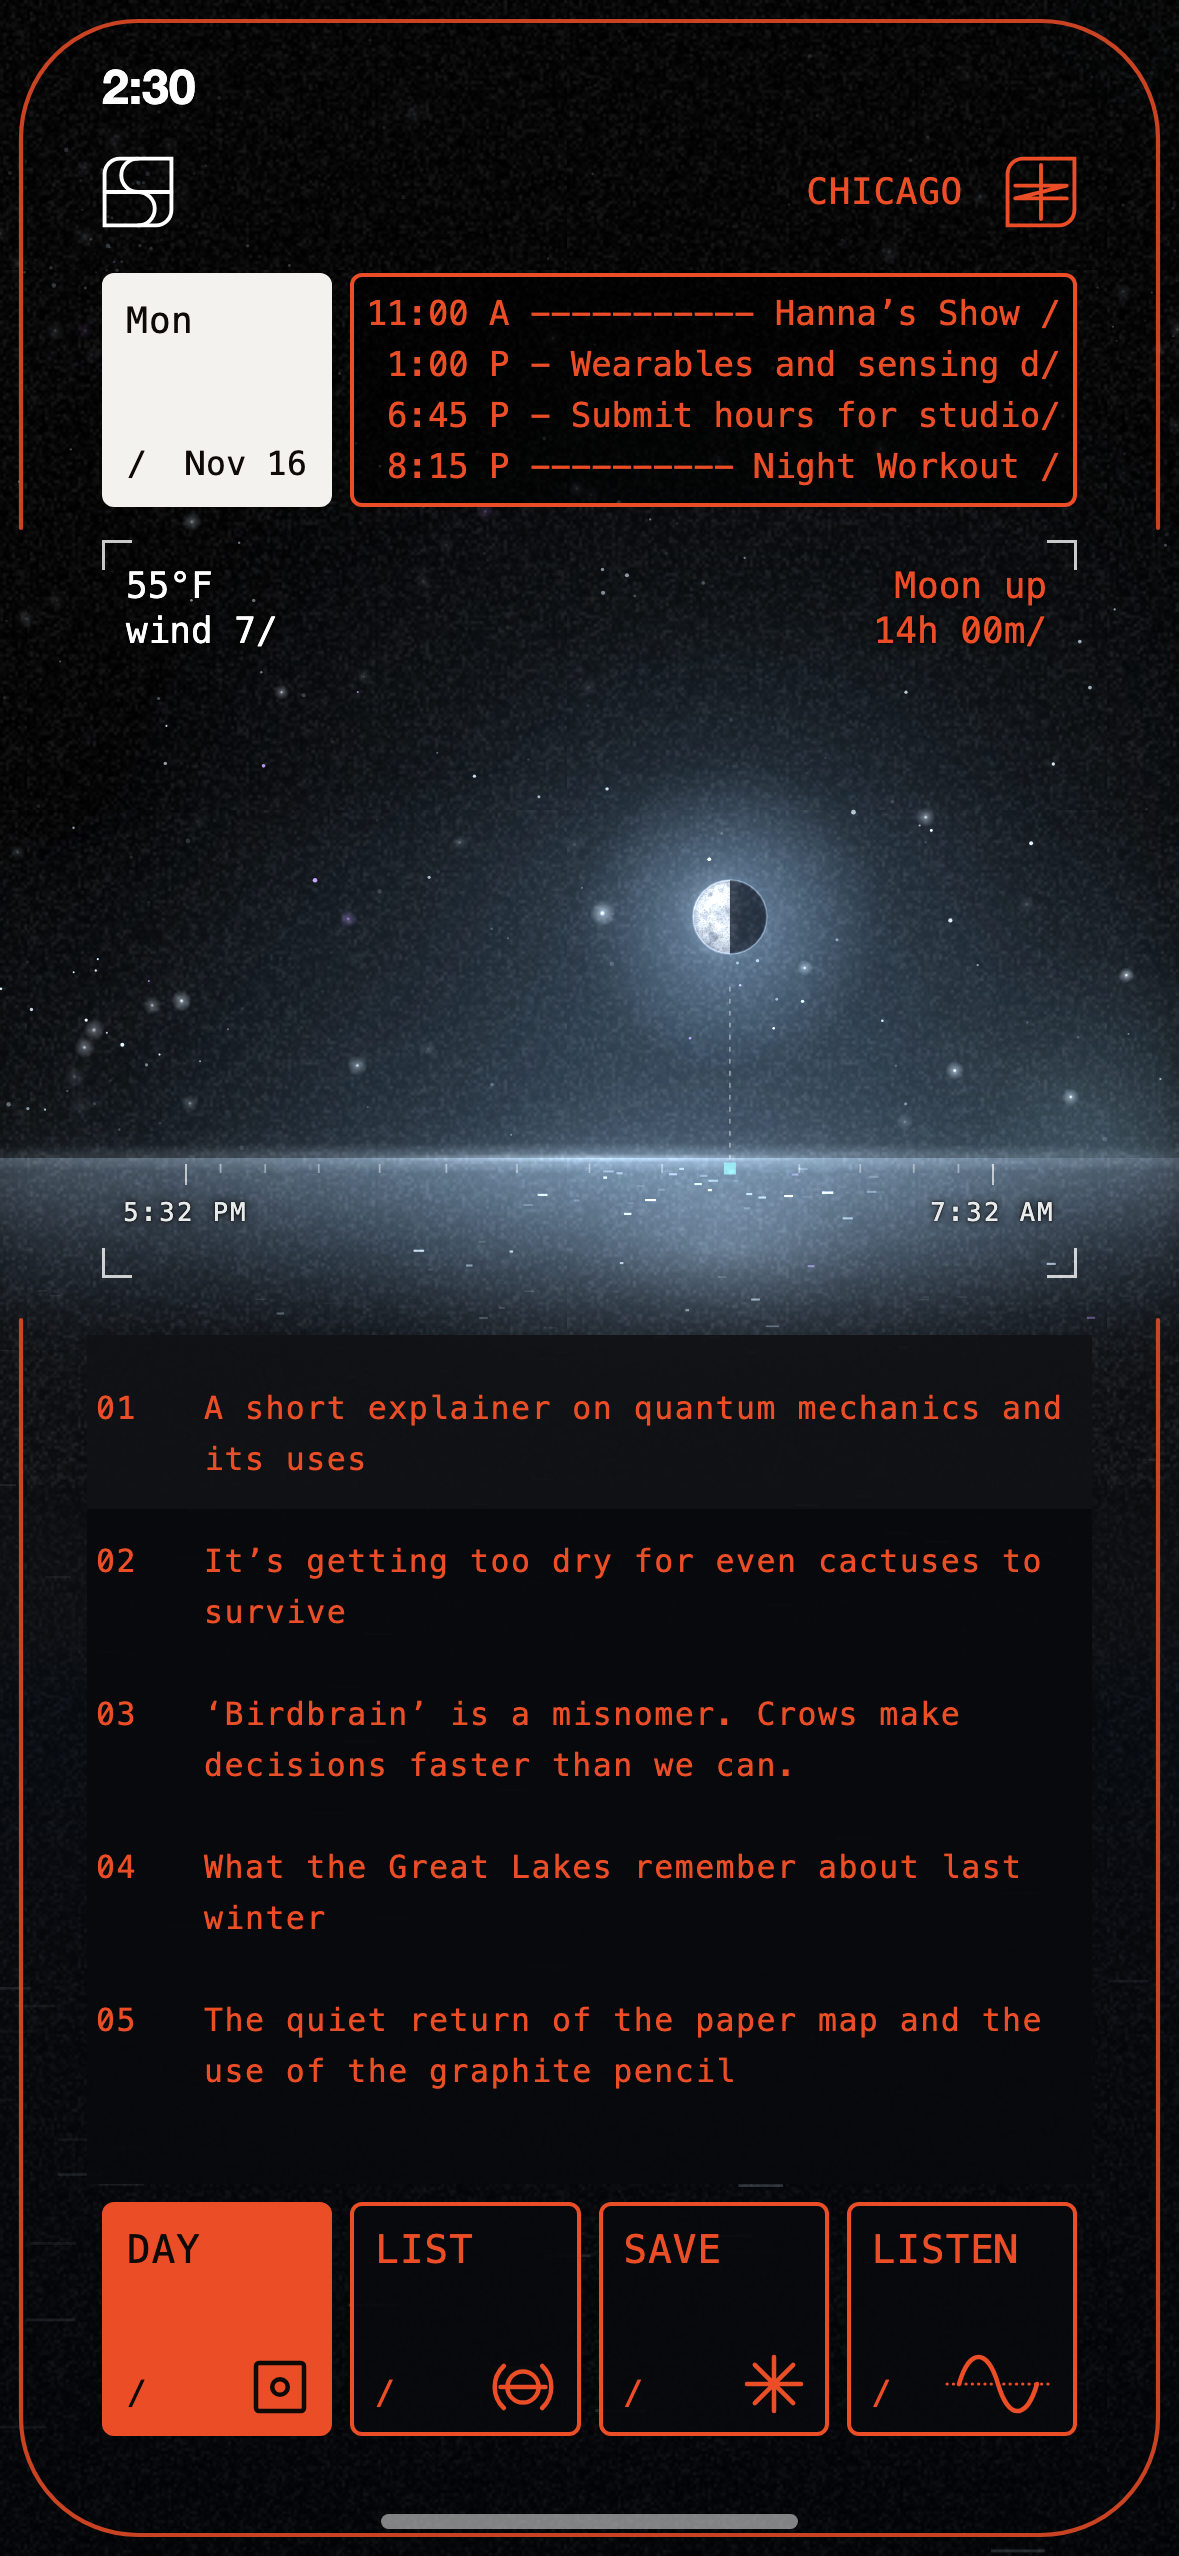 2:30
CHICAGO
Mon
/ Nov 16
11:00 A ––––––––––– Hanna’s Show /
1:00 P – Wearables and sensing d/
6:45 P – Submit hours for studio/
8:15 P –––––––––– Night Workout /
55°F
wind 7/
Moon up
14h 00m/
5:32 PM
7:32 AM
01 A short explainer on quantum mechanics and
its uses
02 It’s getting too dry for even cactuses to
survive
03 ‘Birdbrain’ is a misnomer. Crows make
decisions faster than we can.
04 What the Great Lakes remember about last
winter
05 The quiet return of the paper map and the
use of the graphite pencil
DAY
/
LIST
/
SAVE
/
LISTEN
/